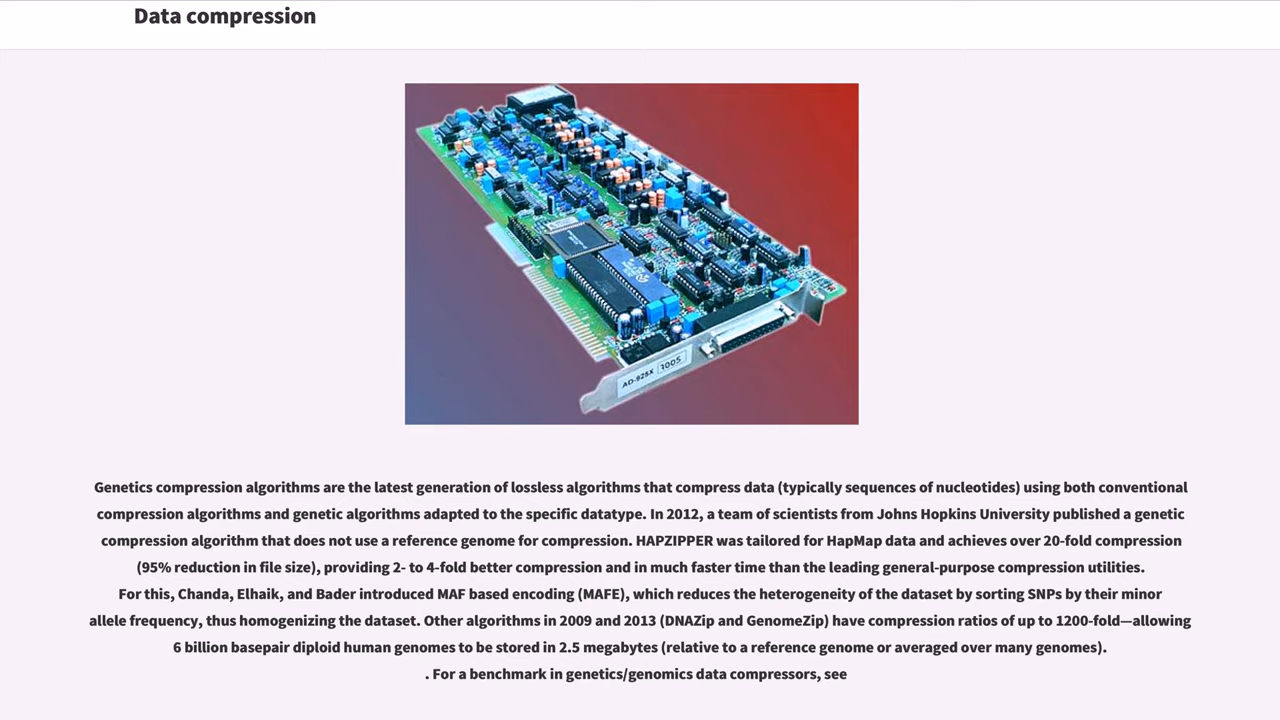 Data compression
AD-925X 1005
Genetics compression algorithms are the latest generation of lossless algorithms that compress data (typically sequences of nucleotides) using both conventional
compression algorithms and genetic algorithms adapted to the specific datatype. In 2012, a team of scientists from Johns Hopkins University published a genetic
compression algorithm that does not use a reference genome for compression. HAPZIPPER was tailored for HapMap data and achieves over 20-fold compression
(95% reduction in file size), providing 2- to 4-fold better compression and in much faster time than the leading general-purpose compression utilities.
For this, Chanda, Elhaik, and Bader introduced MAF based encoding (MAFE), which reduces the heterogeneity of the dataset by sorting SNPs by their minor
allele frequency, thus homogenizing the dataset. Other algorithms in 2009 and 2013 (DNAZip and GenomeZip) have compression ratios of up to 1200-fold—allowing
6 billion basepair diploid human genomes to be stored in 2.5 megabytes (relative to a reference genome or averaged over many genomes).
. For a benchmark in genetics/genomics data compressors, see